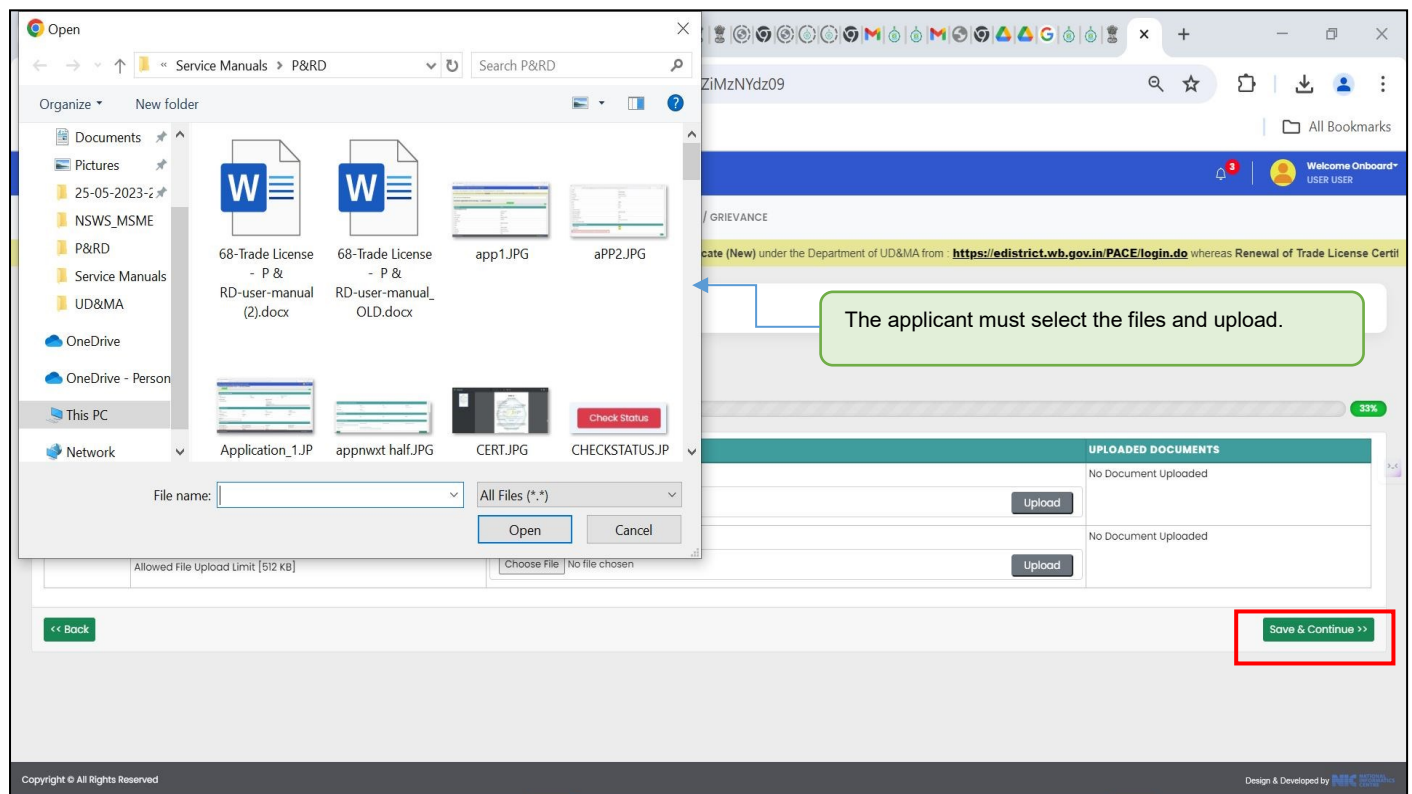 Open
« Service Manuals > P&RD
Search P&RD
ZiMzNYdz09
Organize
New folder
All Bookmarks
Documents
Pictures
25-05-2023-2
NSWS_MSME
P&RD
Service Manuals
UD&MA
OneDrive
OneDrive - Person
This PC
Network
68-Trade License
- P &
RD-user-manual
(2).docx
68-Trade License
- P &
RD-user-manual_
OLD.docx
app1.JPG
aPP2.JPG
Check Status
Application_1.JP
appnwxt half.JPG
CERT.JPG
CHECKSTATUS.JP
File name:
All Files (*.*)
Open
Cancel
3
Welcome Onboard
USER USER
/ GRIEVANCE
cate (New) under the Department of UD&MA from : https://edistrict.wb.gov.in/PACE/login.do whereas Renewal of Trade License Certif
The applicant must select the files and upload.
33%
UPLOADED DOCUMENTS
No Document Uploaded
Upload
No Document Uploaded
Allowed File Upload Limit [512 KB]
Choose File No file chosen
Upload
<< Back
Save & Continue >>
Copyright © All Rights Reserved
Design & Developed by NIC